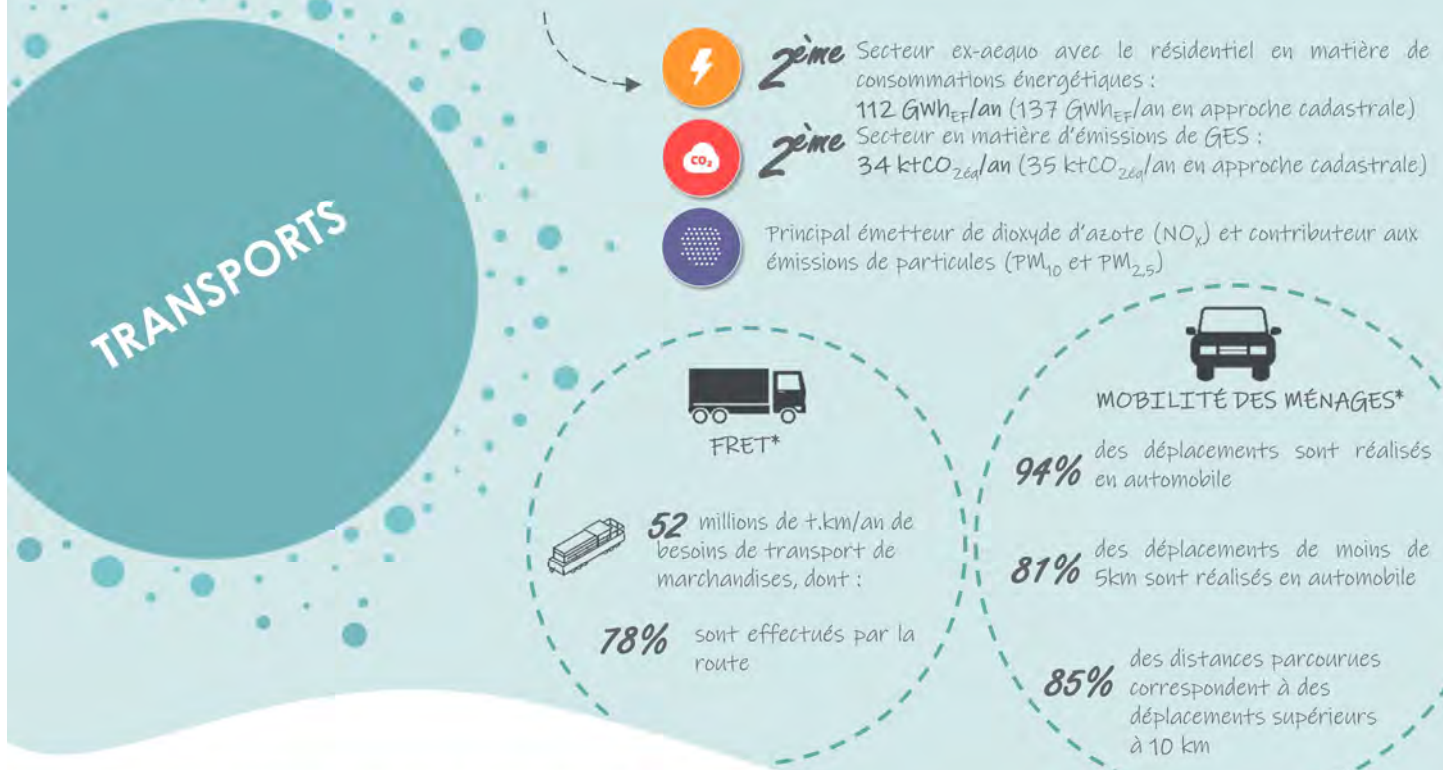 TRANSPORTS
2ème Secteur ex-aequo avec le résidentiel en matière de
consommations énergétiques :
112 GWhEF/an (137 GWhEF/an en approche cadastrale)
2ème Secteur en matière d'émissions de GES :
34 ktCO2éq/an (35 ktCO2éq/an en approche cadastrale)
CO2
Principal émetteur de dioxyde d'azote (NOx) et contributeur aux
émissions de particules (PM10 et PM2,5)
FRET*
52 millions de t.km/an de
besoins de transport de
marchandises, dont :
78% sont effectués par la
route
MOBILITÉ DES MÉNAGES*
94% des déplacements sont réalisés
en automobile
81% des déplacements de moins de
5km sont réalisés en automobile
85% des distances parcourues
correspondent à des
déplacements supérieurs
à 10 km